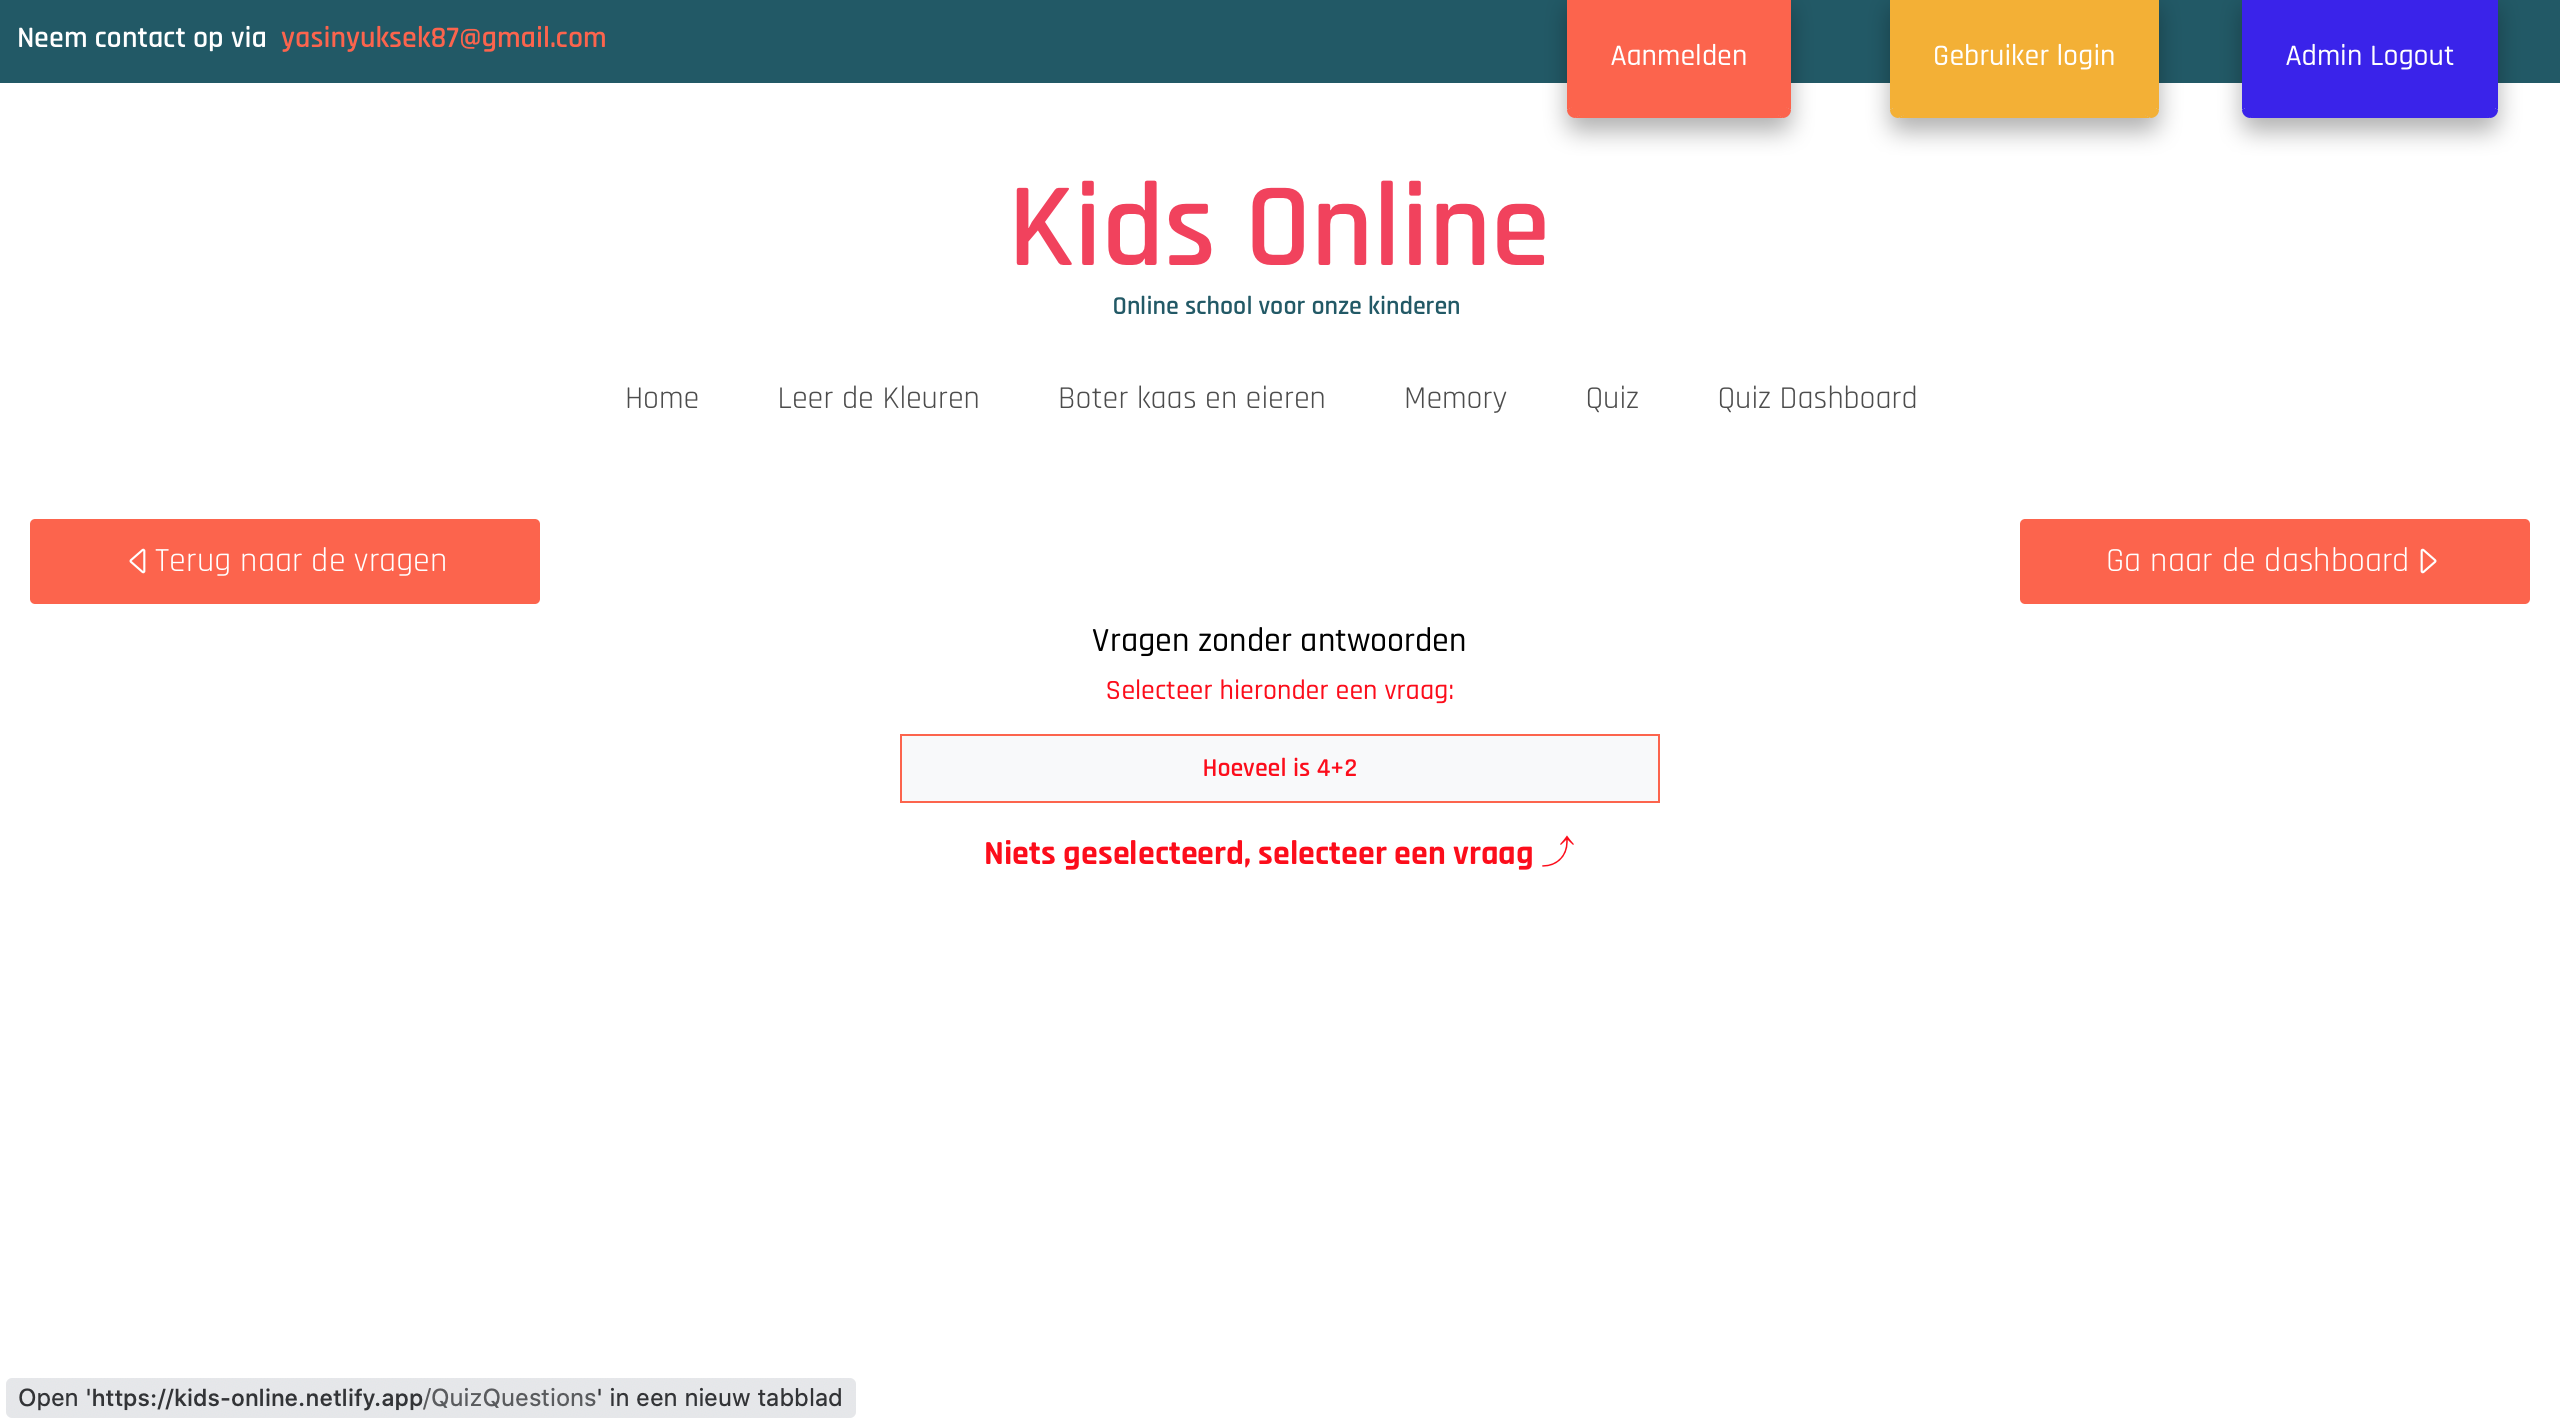 Neem contact op via yasinyuksek87@gmail.com
Aanmelden
Gebruiker login
Admin Logout
Kids Online
Online school voor onze kinderen
Home
Leer de Kleuren
Boter kaas en eieren
Memory
Quiz
Quiz Dashboard
Terug naar de vragen
Ga naar de dashboard
Vragen zonder antwoorden
Selecteer hieronder een vraag:
Hoeveel is 4+2
Niets geselecteerd, selecteer een vraag
Open 'https://kids-online.netlify.app/QuizQuestions' in een nieuw tabblad